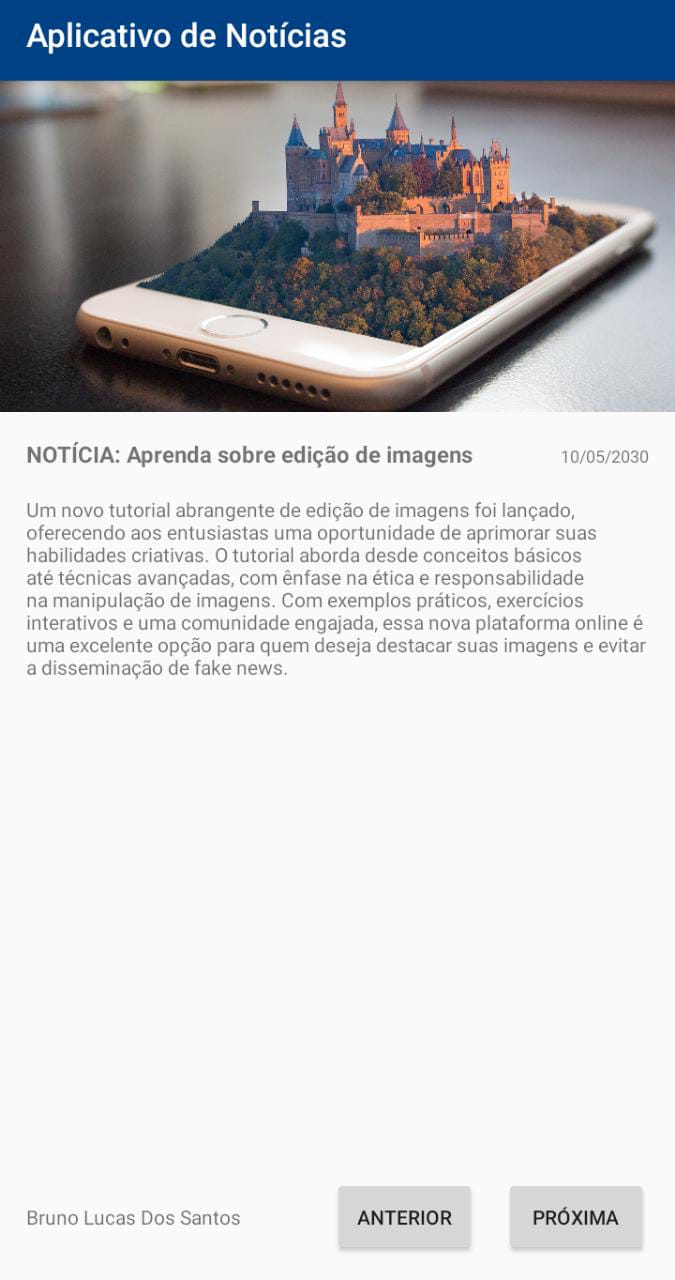 Aplicativo de Notícias
NOTÍCIA: Aprenda sobre edição de imagens 10/05/2030
Um novo tutorial abrangente de edição de imagens foi lançado,
oferecendo aos entusiastas uma oportunidade de aprimorar suas
habilidades criativas. O tutorial aborda desde conceitos básicos
até técnicas avançadas, com ênfase na ética e responsabilidade
na manipulação de imagens. Com exemplos práticos, exercícios
interativos e uma comunidade engajada, essa nova plataforma online é
uma excelente opção para quem deseja destacar suas imagens e evitar
a disseminação de fake news.
Bruno Lucas Dos Santos ANTERIOR PRÓXIMA